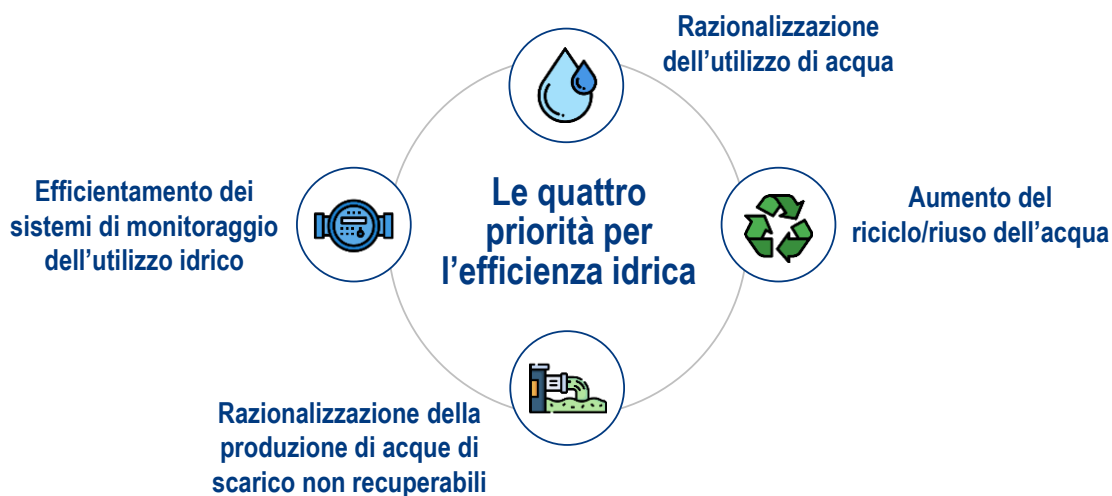 Razionalizzazione
dell’utilizzo di acqua
Efficientamento dei
sistemi di monitoraggio
dell’utilizzo idrico
Le quattro
priorità per
l’efficienza idrica
Aumento del
riciclo/riuso dell’acqua
Razionalizzazione della
produzione di acque di
scarico non recuperabili